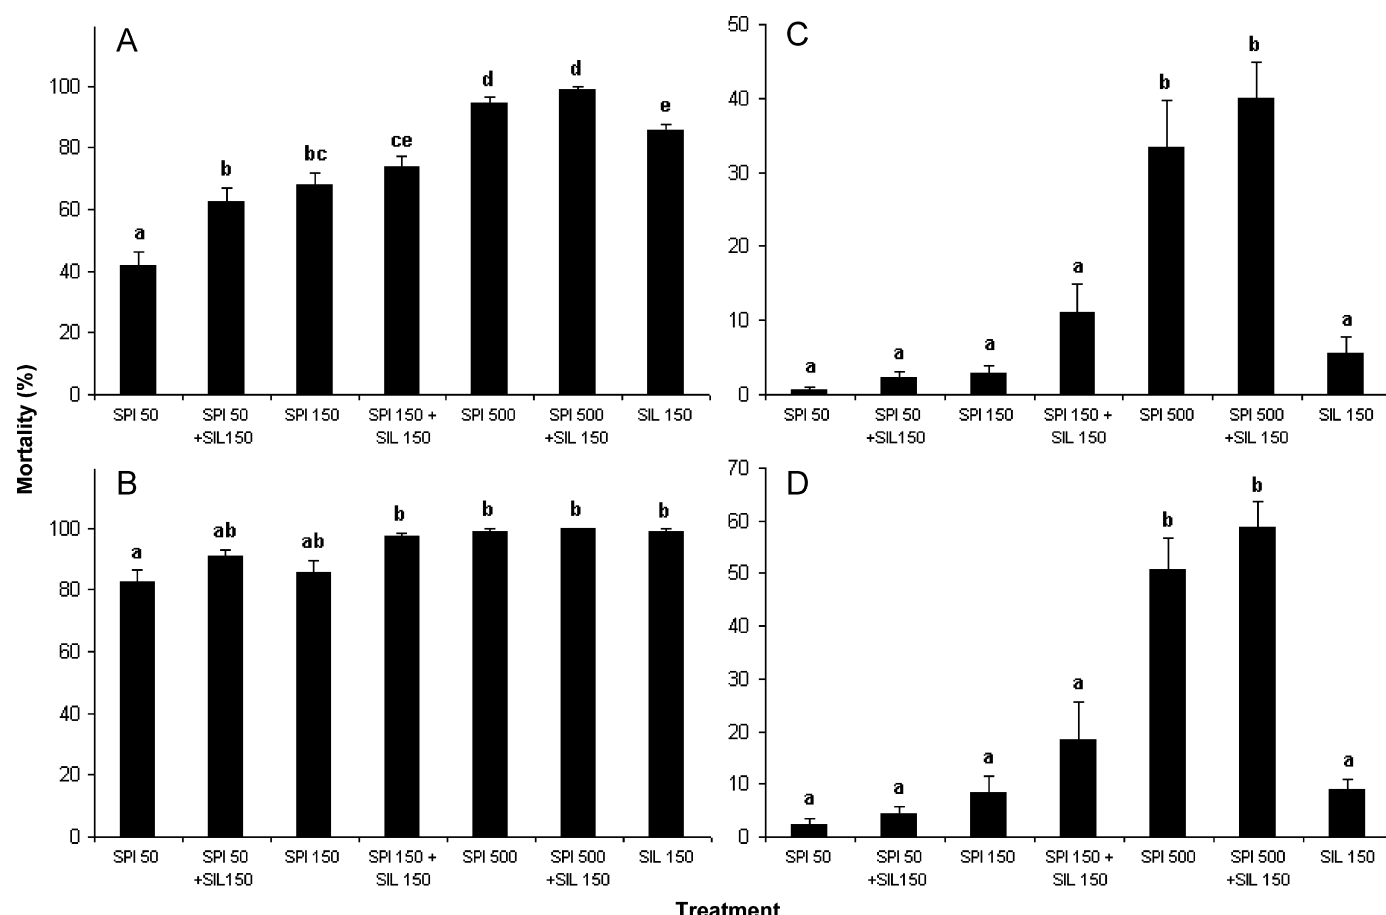 Mortality (%)
A
100
80
60
40
20
0
a
b
bc
ce
d
d
e
SPI 50
SPI 50
+SIL150
SPI 150
SPI 150 +
SIL 150
SPI 500
SPI 500
+SIL 150
SIL 150
C
50
40
30
20
10
0
a
a
a
a
b
b
a
SPI 50
SPI 50
+SIL150
SPI 150
SPI 150 +
SIL 150
SPI 500
SPI 500
+SIL 150
SIL 150
B
100
80
60
40
20
0
a
ab
ab
b
b
b
b
SPI 50
SPI 50
+SIL150
SPI 150
SPI 150 +
SIL 150
SPI 500
SPI 500
+SIL 150
SIL 150
D
70
60
50
40
30
20
10
0
a
a
a
a
b
b
a
SPI 50
SPI 50
+SIL150
SPI 150
SPI 150 +
SIL 150
SPI 500
SPI 500
+SIL 150
SIL 150
Treatment